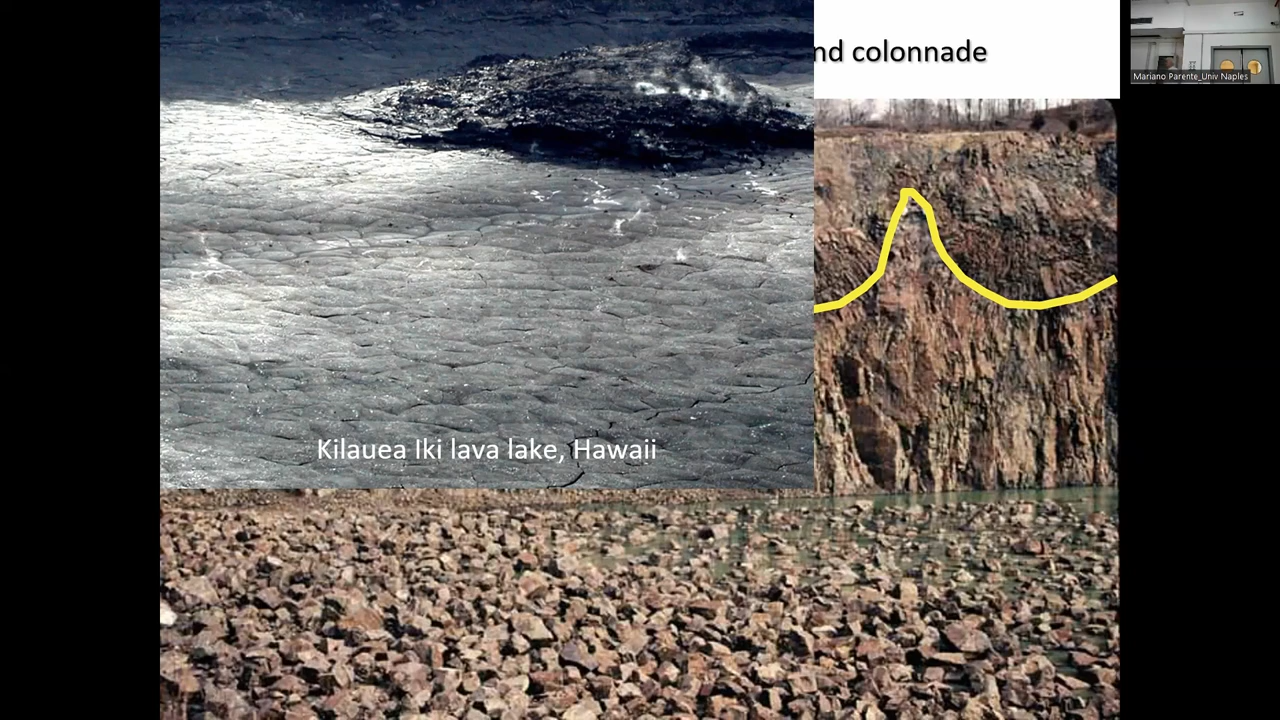 nd colonnade
Mariano Parente_Univ Naples
Kilauea Iki lava lake, Hawaii